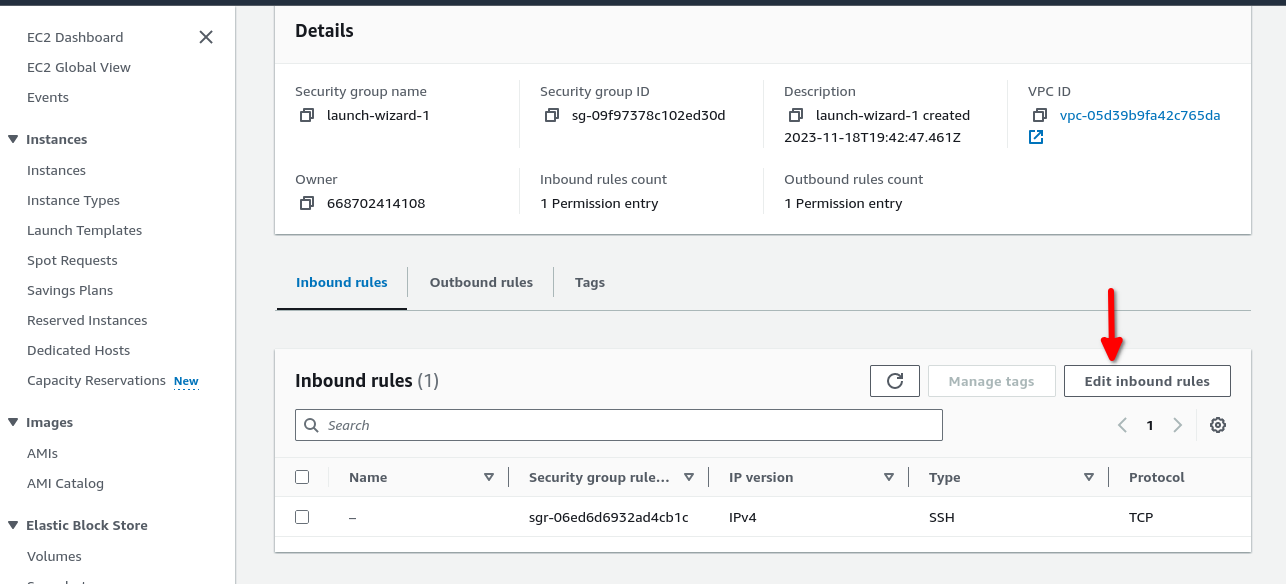 EC2 Dashboard
EC2 Global View
Events
Instances
Instances
Instance Types
Launch Templates
Spot Requests
Savings Plans
Reserved Instances
Dedicated Hosts
Capacity Reservations New
Images
AMIs
AMI Catalog
Elastic Block Store
Volumes
Details
Security group name
launch-wizard-1
Security group ID
sg-09f97378c102ed30d
Description
launch-wizard-1 created
2023-11-18T19:42:47.461Z
VPC ID
vpc-05d39b9fa42c765da
Owner
668702414108
Inbound rules count
1 Permission entry
Outbound rules count
1 Permission entry
Inbound rules
Outbound rules
Tags
Inbound rules (1)
Manage tags
Edit inbound rules
Search
1
Name
Security group rule...
IP version
Type
Protocol
–
sgr-06ed6d6932ad4cb1c
IPv4
SSH
TCP